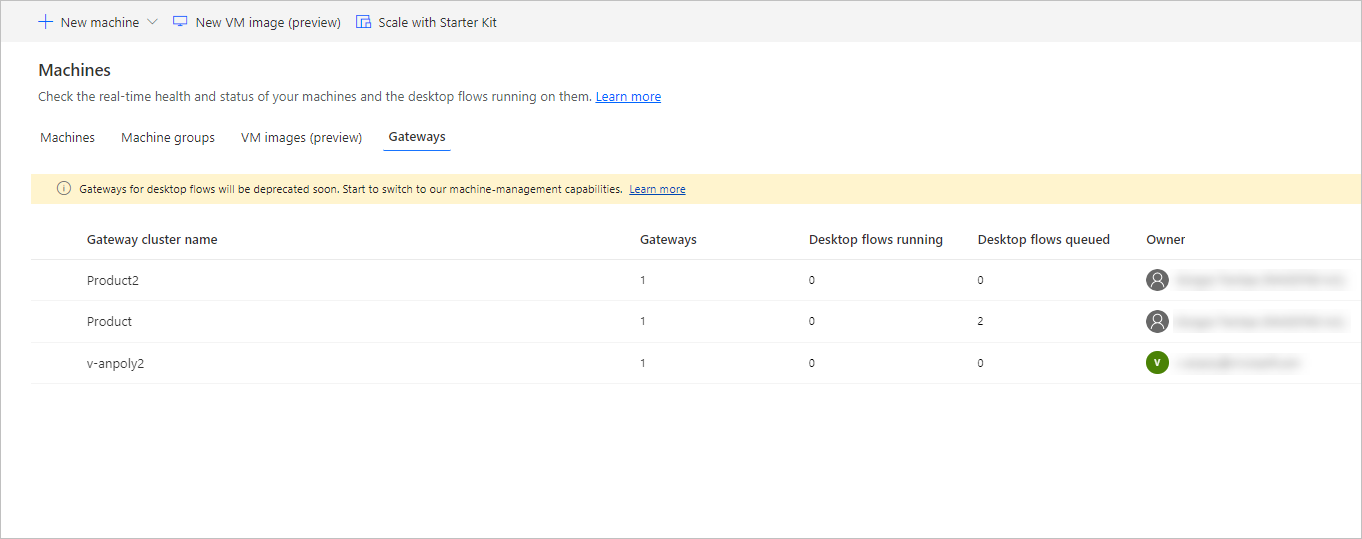 New machine New VM image (preview) Scale with Starter Kit
Machines
Check the real-time health and status of your machines and the desktop flows running on them. Learn more
Machines Machine groups VM images (preview) Gateways
Gateways for desktop flows will be deprecated soon. Start to switch to our machine-management capabilities. Learn more
Gateway cluster name Gateways Desktop flows running Desktop flows queued Owner
Product2 1 0 0
Product 1 0 2
v-anpoly2 1 0 0 V